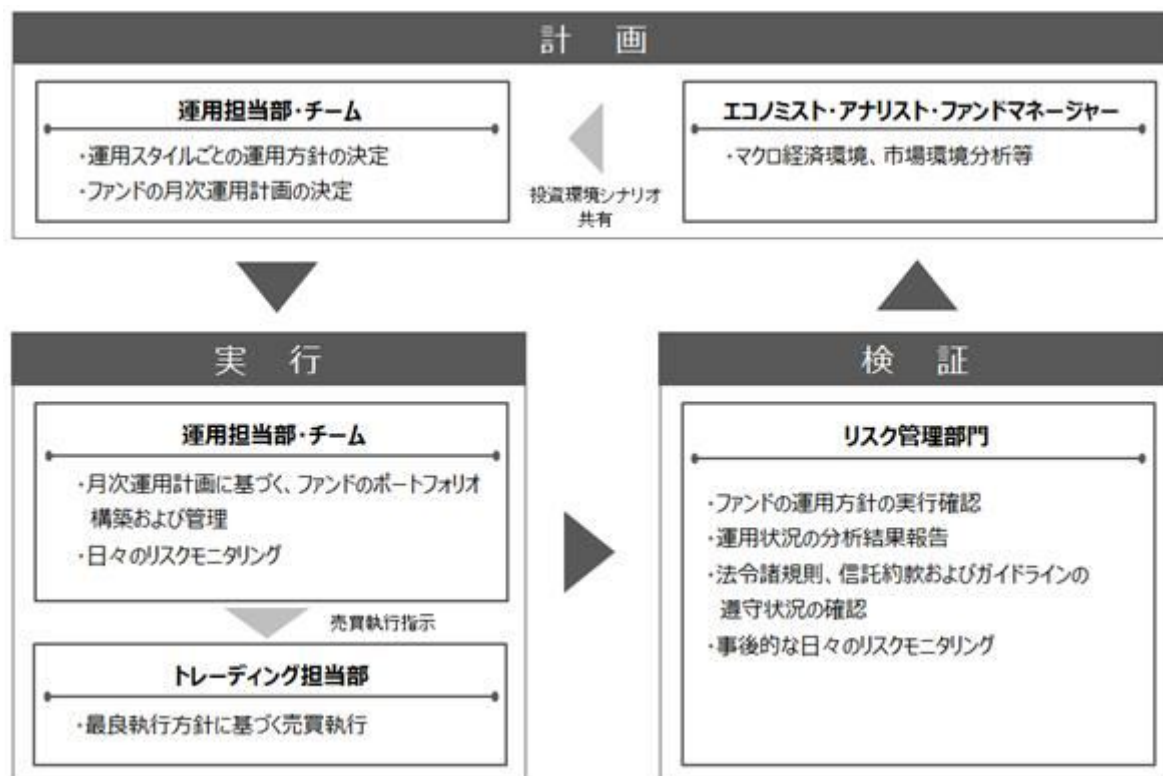 計 画
運用担当部・チーム
・運用スタイルごとの運用方針の決定
・ファンドの月次運用計画の決定
投資環境シナリオ
共有
エコノミスト・アナリスト・ファンドマネージャー
・マクロ経済環境、市場環境分析等
実 行
運用担当部・チーム
・月次運用計画に基づく、ファンドのポートフォリオ
構築および管理
・日々のリスクモニタリング
売買執行指示
トレーディング担当部
・最良執行方針に基づく売買執行
検 証
リスク管理部門
・ファンドの運用方針の実行確認
・運用状況の分析結果報告
・法令諸規則、信託約款およびガイドラインの
遵守状況の確認
・事後的な日々のリスクモニタリング